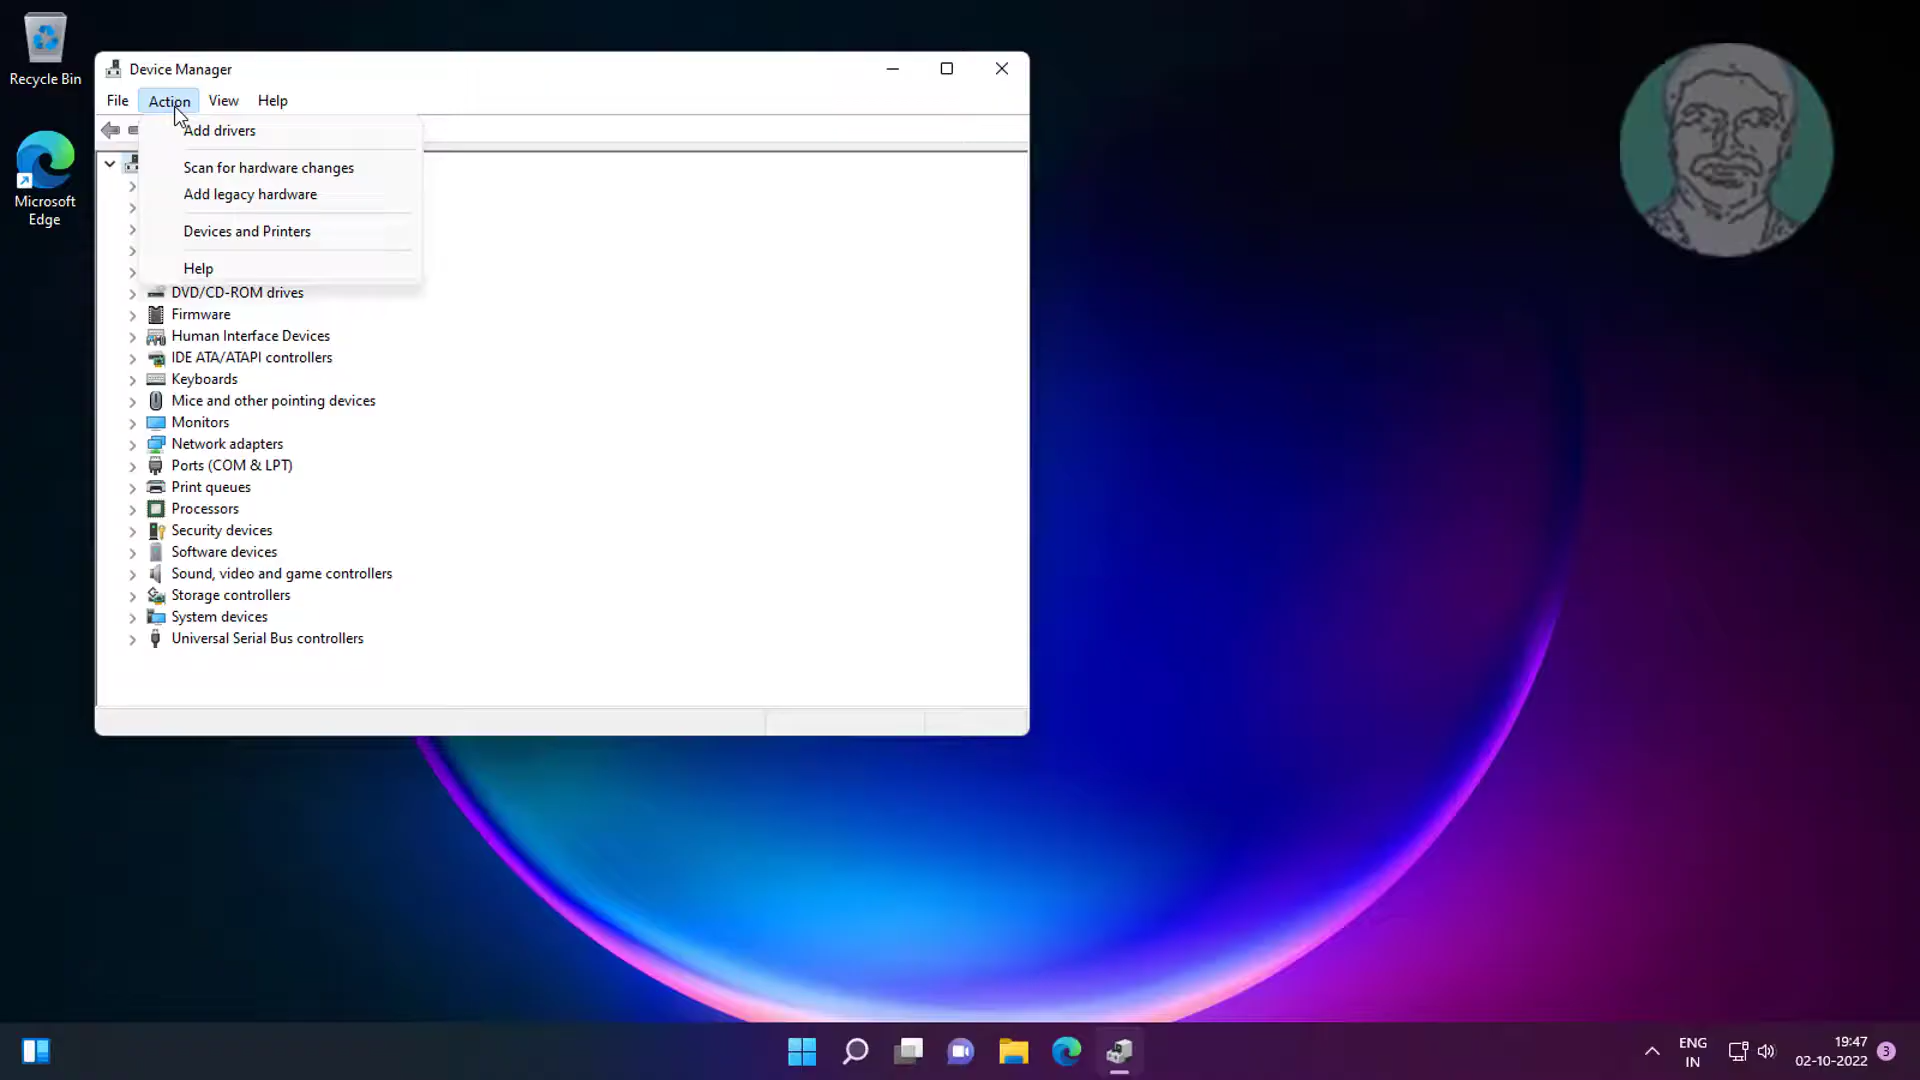 Recycle Bin
Microsoft
Edge
Device Manager
File Action View Help
Add drivers
Scan for hardware changes
Add legacy hardware
Devices and Printers
Help
DVD/CD-ROM drives
Firmware
Human Interface Devices
IDE ATA/ATAPI controllers
Keyboards
Mice and other pointing devices
Monitors
Network adapters
Ports (COM & LPT)
Print queues
Processors
Security devices
Software devices
Sound, video and game controllers
Storage controllers
System devices
Universal Serial Bus controllers
ENG
IN
19:47
02-10-2022
3